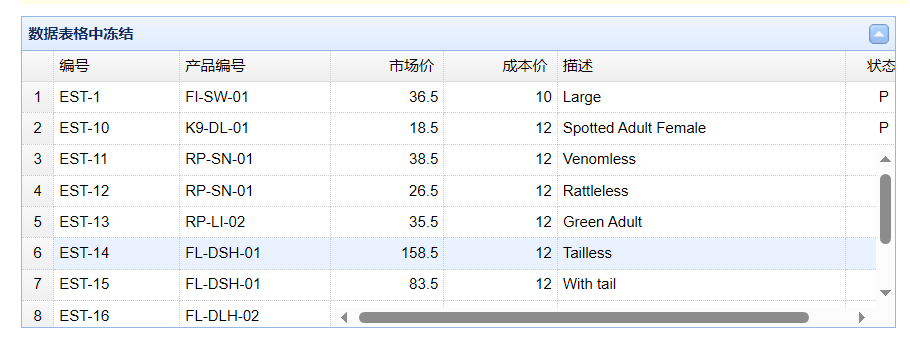 数据表格中冻结
编号 产品编号 市场价 成本价 描述 状态
1 EST-1 FI-SW-01 36.5 10 Large P
2 EST-10 K9-DL-01 18.5 12 Spotted Adult Female P
3 EST-11 RP-SN-01 38.5 12 Venomless
4 EST-12 RP-SN-01 26.5 12 Rattleless
5 EST-13 RP-LI-02 35.5 12 Green Adult
6 EST-14 FL-DSH-01 158.5 12 Tailless
7 EST-15 FL-DSH-01 83.5 12 With tail
8 EST-16 FL-DLH-02